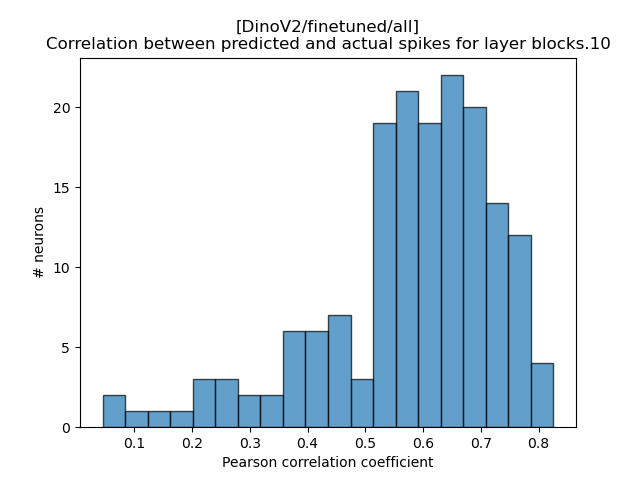 [DinoV2/finetuned/all]
Correlation between predicted and actual spikes for layer blocks.10
# neurons
20
15
10
5
0
0.1 0.2 0.3 0.4 0.5 0.6 0.7 0.8
Pearson correlation coefficient